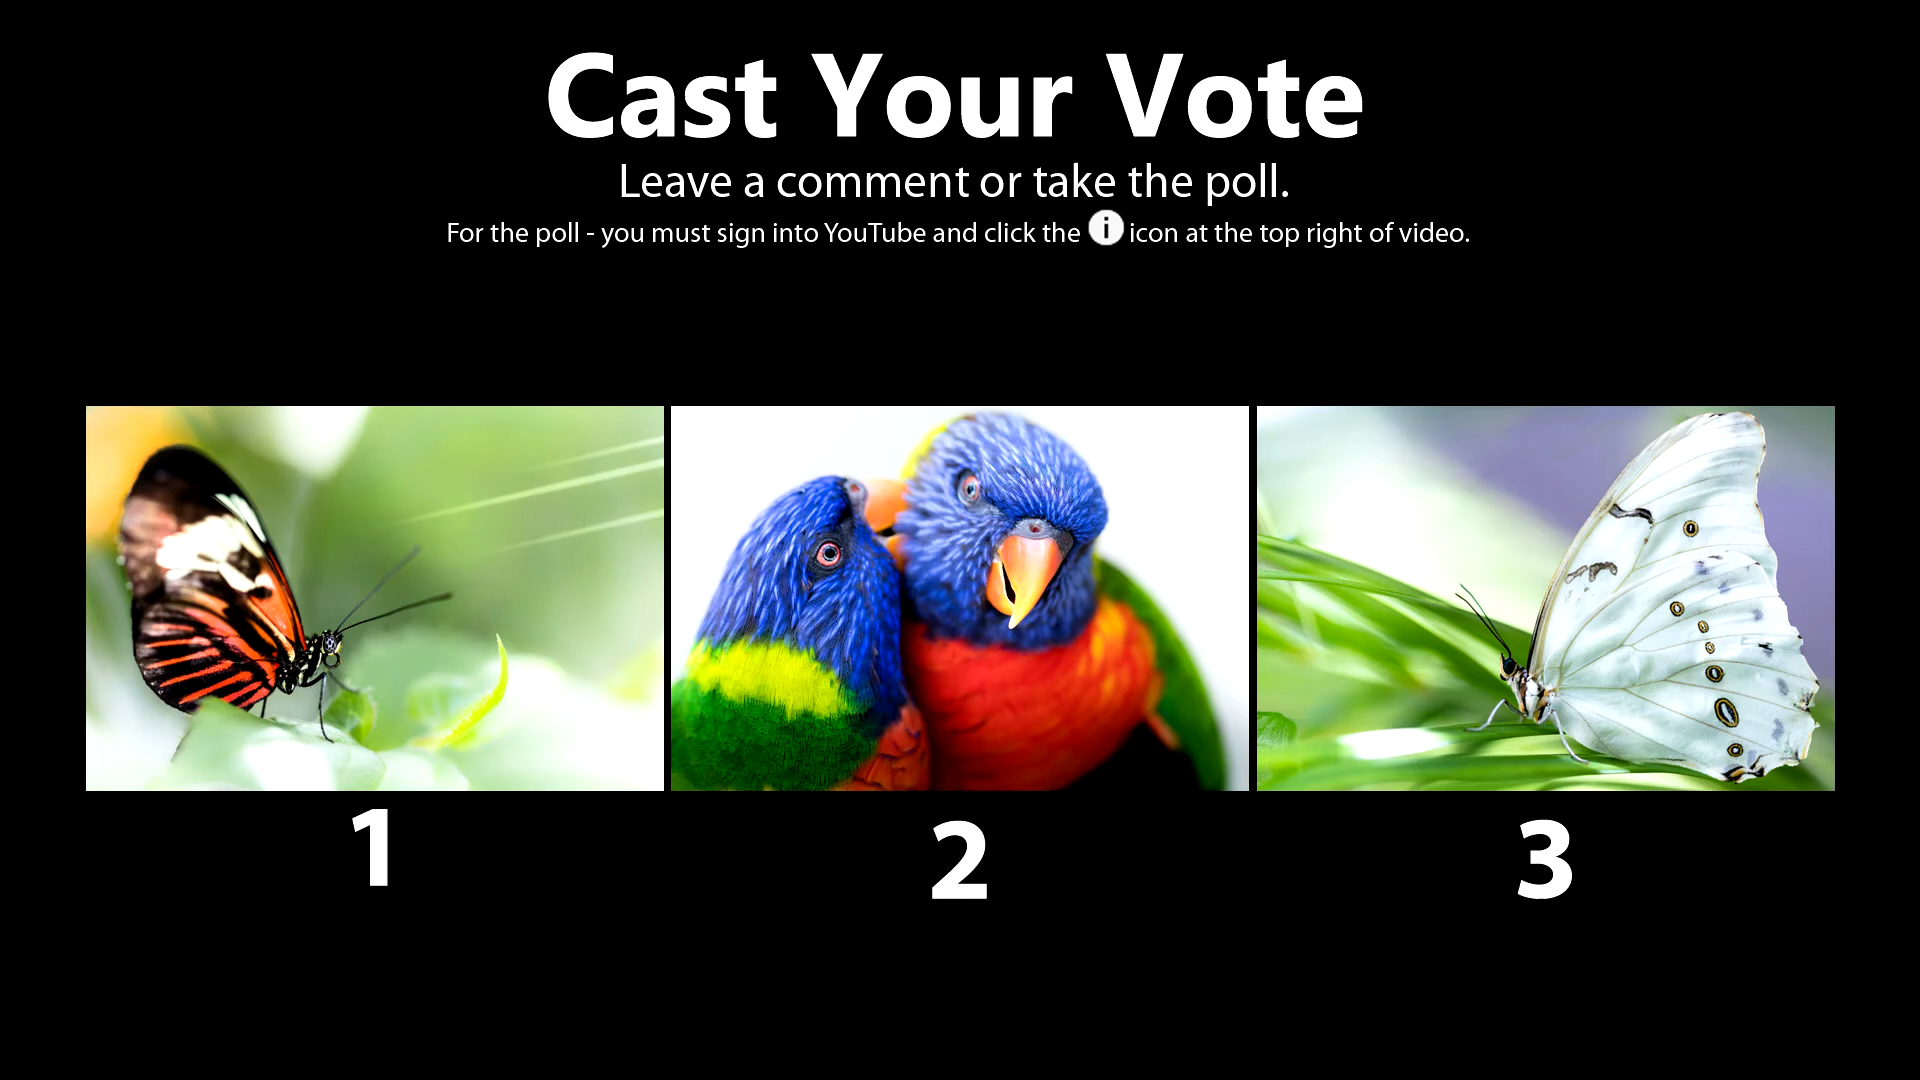 Cast Your Vote
Leave a comment or take the poll.
For the poll - you must sign into YouTube and click the i icon at the top right of video.
1 2 3